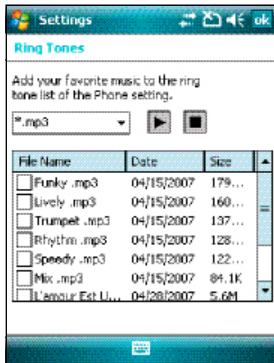 Settings ok
Ring Tones
Add your favorite music to the ring
tone list of the Phone setting.
*.mp3
File Name Date Size
Funky .mp3 04/15/2007 179...
Lively .mp3 04/15/2007 160...
Trumpet .mp3 04/15/2007 137...
Rhythm .mp3 04/15/2007 128...
Speedy .mp3 04/15/2007 122...
Mix .mp3 04/15/2007 84.1K
L'amour Est U... 04/28/2007 5.6M